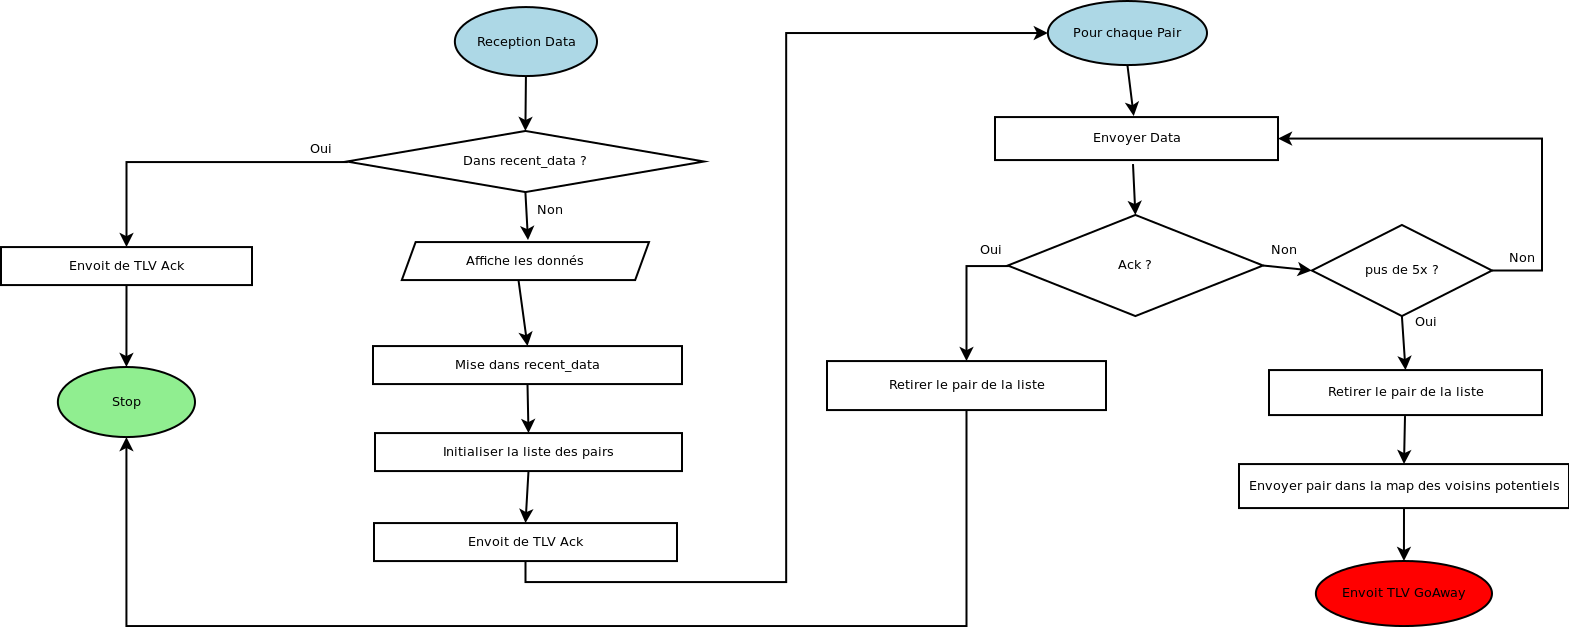 Reception Data
Dans recent_data ?
Oui
Non
Envoit de TLV Ack
Stop
Affiche les donnés
Mise dans recent_data
Initialiser la liste des pairs
Envoit de TLV Ack
Pour chaque Pair
Envoyer Data
Ack ?
Oui
Non
pus de 5x ?
Non
Oui
Retirer le pair de la liste
Retirer le pair de la liste
Envoyer pair dans la map des voisins potentiels
Envoit TLV GoAway